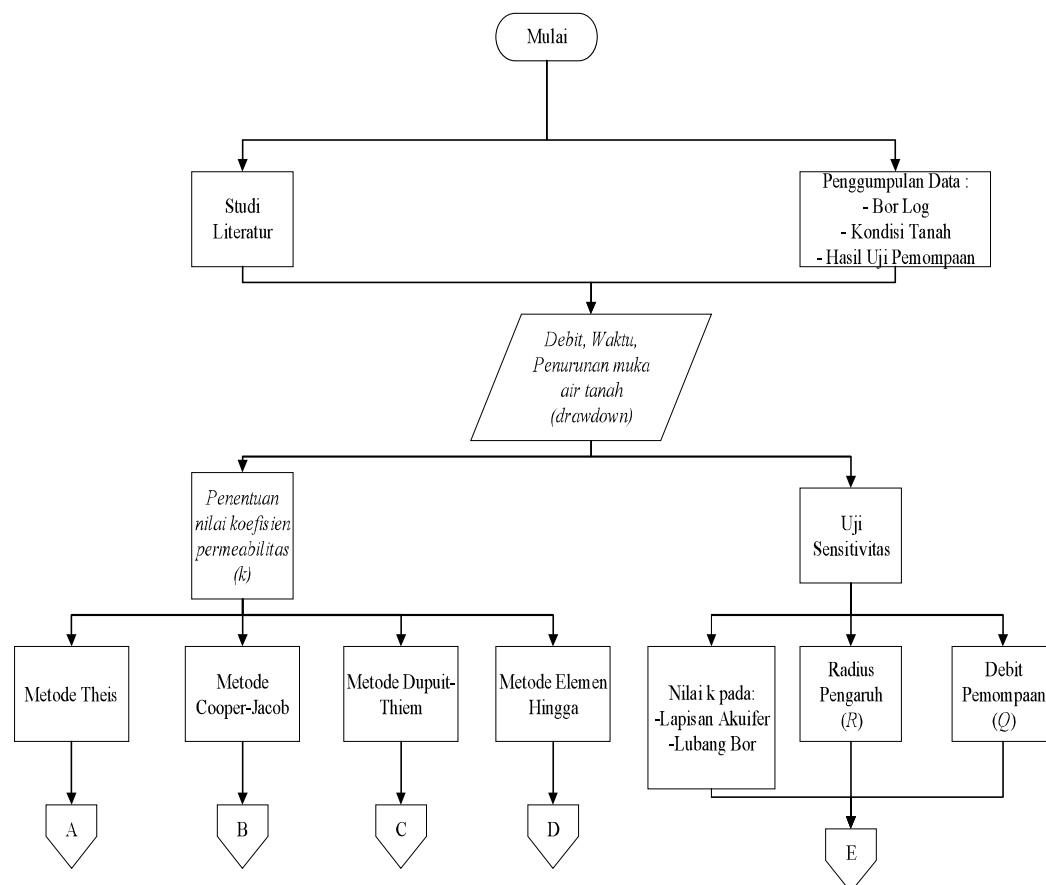 Mulai
Studi
Literatur
Penggumpulan Data :
- Bor Log
- Kondisi Tanah
- Hasil Uji Pemompaan
Debit, Waktu,
Penurunan muka
air tanah
(drawdown)
Penentuan
nilai koefisien
permeabilitas
(k)
Uji
Sensitivitas
Metode Theis
Metode
Cooper-Jacob
Metode Dupuit-
Thiem
Metode Elemen
Hingga
Nilai k pada:
-Lapisan Akuifer
-Lubang Bor
Radius
Pengaruh
(R)
Debit
Pemompaan
(Q)
A
B
C
D
E